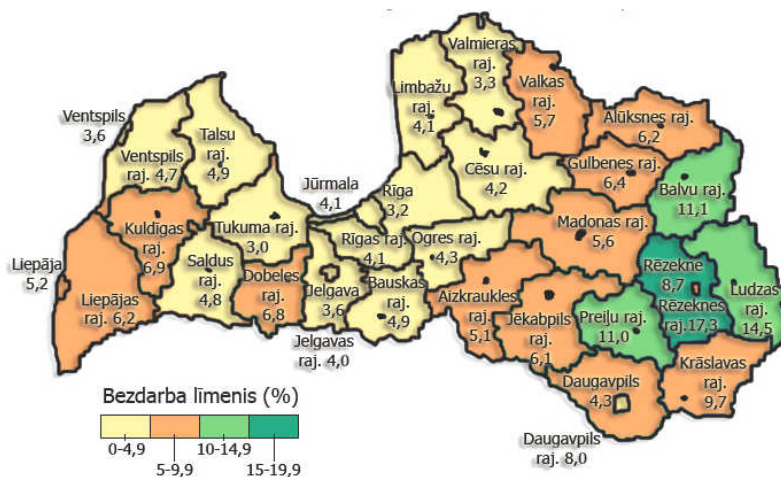 Ventspils
3,6
Ventspils
raj. 4,7
Talsu
raj.
4,9
Kuldīgas
raj.
6,9
Liepāja
5,2
Liepājas
raj. 6,2
Saldus
raj.
4,8
Tukuma raj.
3,0
Dobeles
raj.
6,8
Jūrmala
4,1
Rīga
3,2
Rīgas raj.
4,1
Jelgava
3,6
Jelgavas
raj. 4,0
Bauskas
raj.
4,9
Ogres raj.
4,3
Limbažu
raj.
4,1
Valmieras
raj.
3,3
Valkas
raj.
5,7
Cēsu raj.
4,2
Alūksnes
raj.
6,2
Gulbenes
raj.
6,4
Balvu raj.
11,1
Madonas
raj.
5,6
Aizkraukles
raj.
5,1
Jēkabpils
raj.
6,1
Preiļu raj.
11,0
Rēzekne
8,7
Rēzeknes
raj.17,3
Ludzas
raj.
14,5
Krāslavas
raj.
9,7
Daugavpils
4,3
Daugavpils
raj. 8,0
Bezdarba līmenis (%)
0-4,9
5-9,9
10-14,9
15-19,9